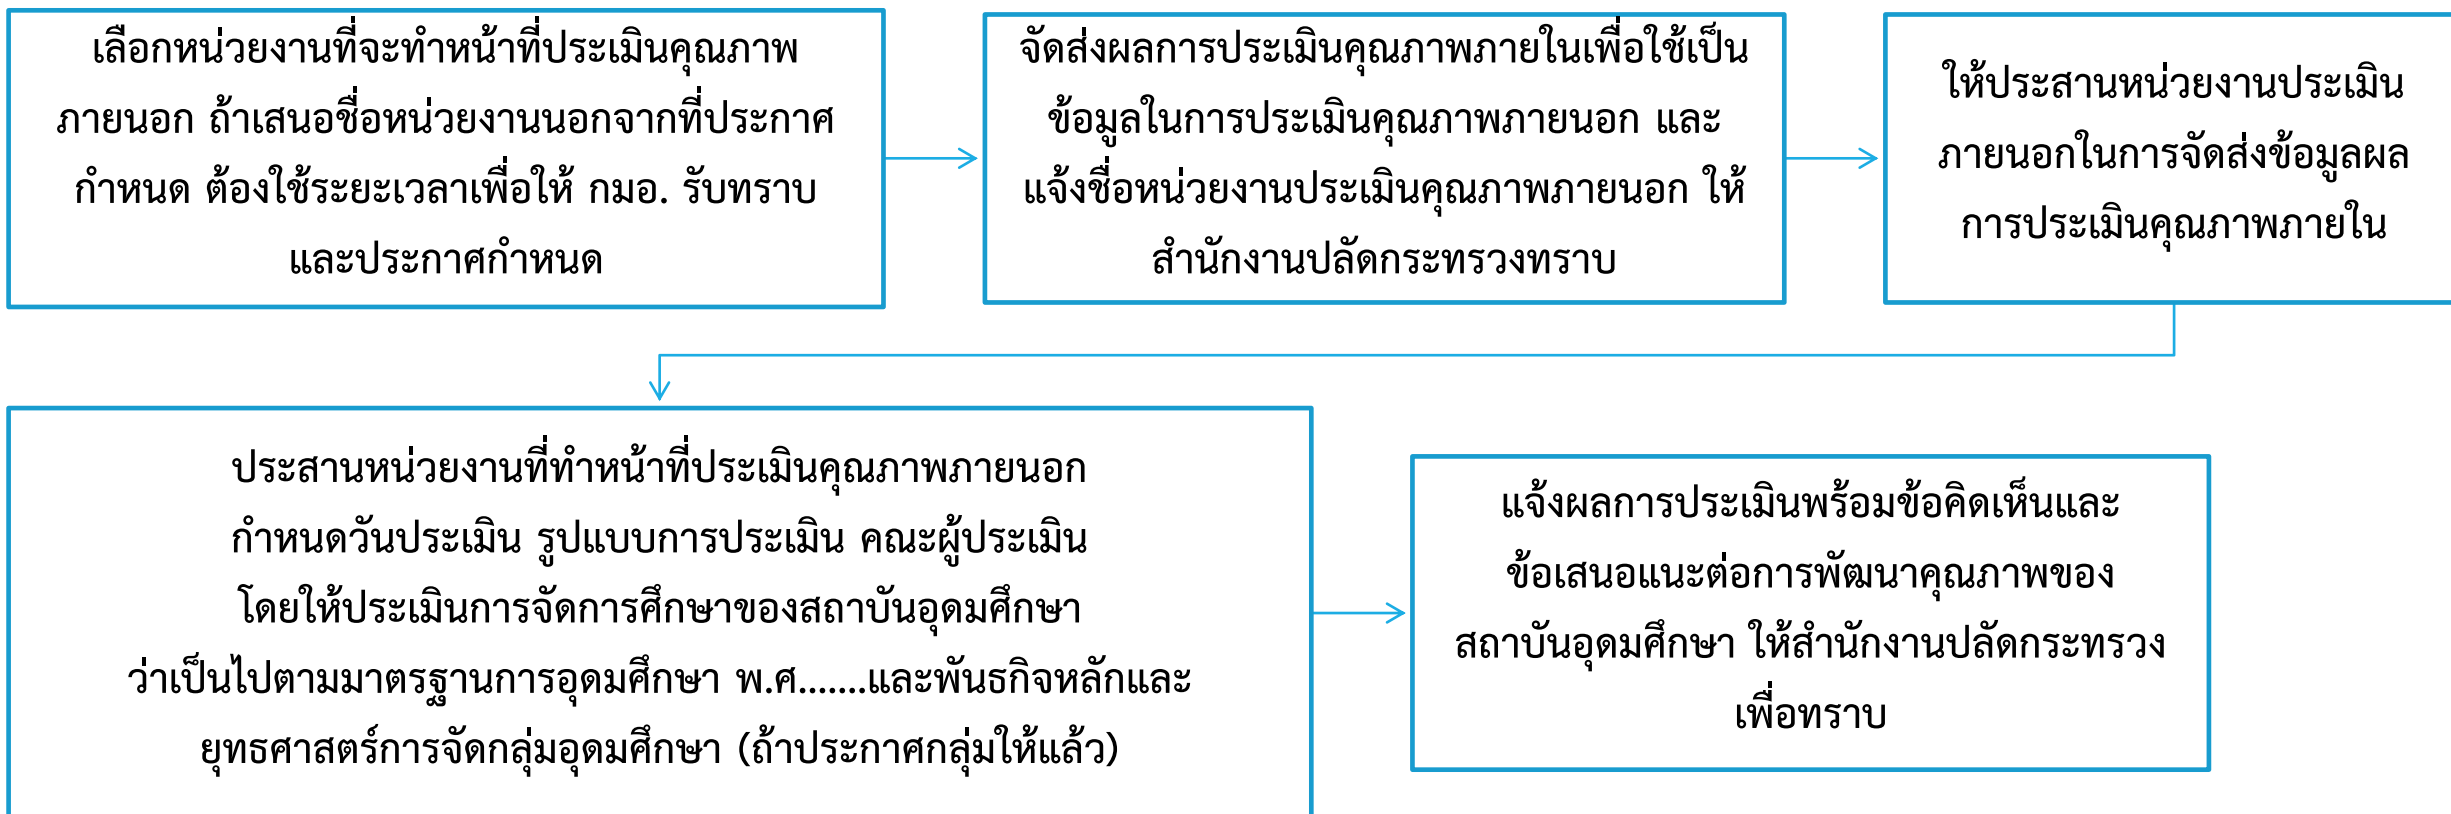 เลือกหน่วยงานที่จะทำหน้าที่ประเมินคุณภาพ
ภายนอก ถ้าเสนอชื่อหน่วยงานนอกจากที่ประกาศ
กำหนด ต้องใช้ระยะเวลาเพื่อให้ กมอ. รับทราบ
และประกาศกำหนด
จัดส่งผลการประเมินคุณภาพภายในเพื่อใช้เป็น
ข้อมูลในการประเมินคุณภาพภายนอก และ
แจ้งชื่อหน่วยงานประเมินคุณภาพภายนอก ให้
สำนักงานปลัดกระทรวงทราบ
ให้ประสานหน่วยงานประเมิน
ภายนอกในการจัดส่งข้อมูลผล
การประเมินคุณภาพภายใน
ประสานหน่วยงานที่ทำหน้าที่ประเมินคุณภาพภายนอก
กำหนดวันประเมิน รูปแบบการประเมิน คณะผู้ประเมิน
โดยให้ประเมินการจัดการศึกษาของสถาบันอุดมศึกษา
ว่าเป็นไปตามมาตรฐานการอุดมศึกษา พ.ศ.......และพันธกิจหลักและ
ยุทธศาสตร์การจัดกลุ่มอุดมศึกษา (ถ้าประกาศกลุ่มให้แล้ว)
แจ้งผลการประเมินพร้อมข้อคิดเห็นและ
ข้อเสนอแนะต่อการพัฒนาคุณภาพของ
สถาบันอุดมศึกษา ให้สำนักงานปลัดกระทรวง
เพื่อทราบ